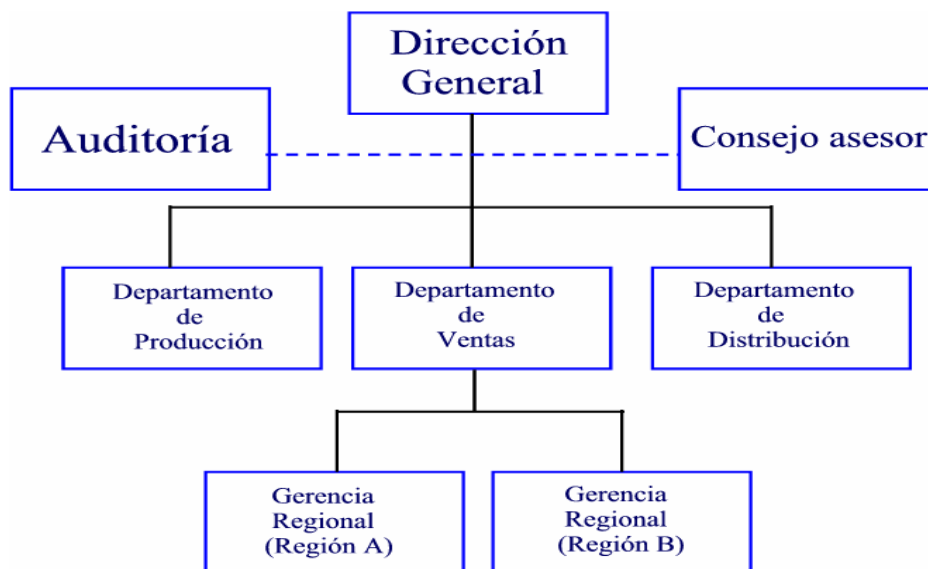 Dirección
General
Auditoría
Consejo asesor
Departamento
de
Producción
Departamento
de
Ventas
Departamento
de
Distribución
Gerencia
Regional
(Región A)
Gerencia
Regional
(Región B)